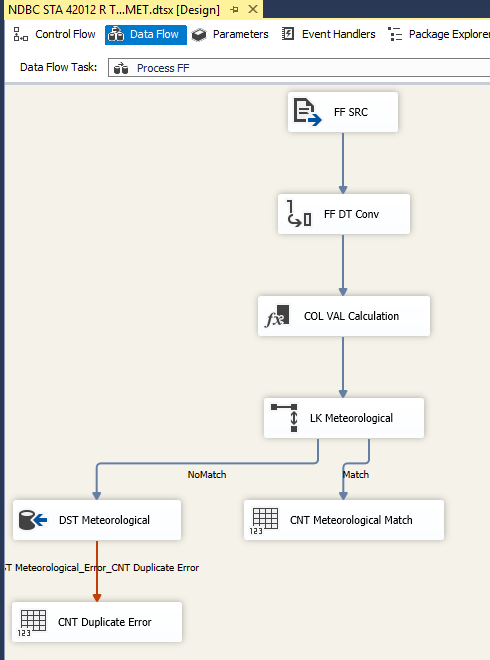 NDBC STA 42012 R T...MET.dtsx [Design]
Control Flow Data Flow Parameters Event Handlers Package Explorer
Data Flow Task: Process FF
FF SRC
FF DT Conv
COL VAL Calculation
LK Meteorological
NoMatch Match
DST Meteorological CNT Meteorological Match
123
T Meteorological_Error_CNT Duplicate Error
CNT Duplicate Error
123